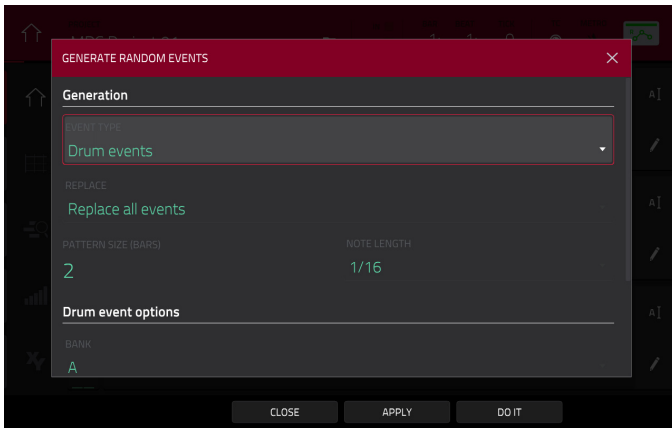 GENERATE RANDOM EVENTS
Generation
EVENT TYPE
Drum events
REPLACE
Replace all events
PATTERN SIZE (BARS) NOTE LENGTH
2 1/16
Drum event options
BANK
A
CLOSE APPLY DO IT